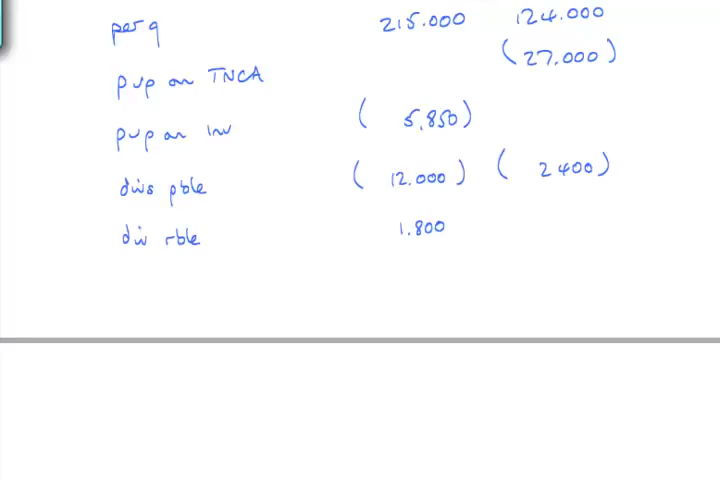 per q 215.000 124.000
(27.000)
pup on TNCA
pup on inv (5.850)
divs pble (12.000) (2400)
div rble 1.800